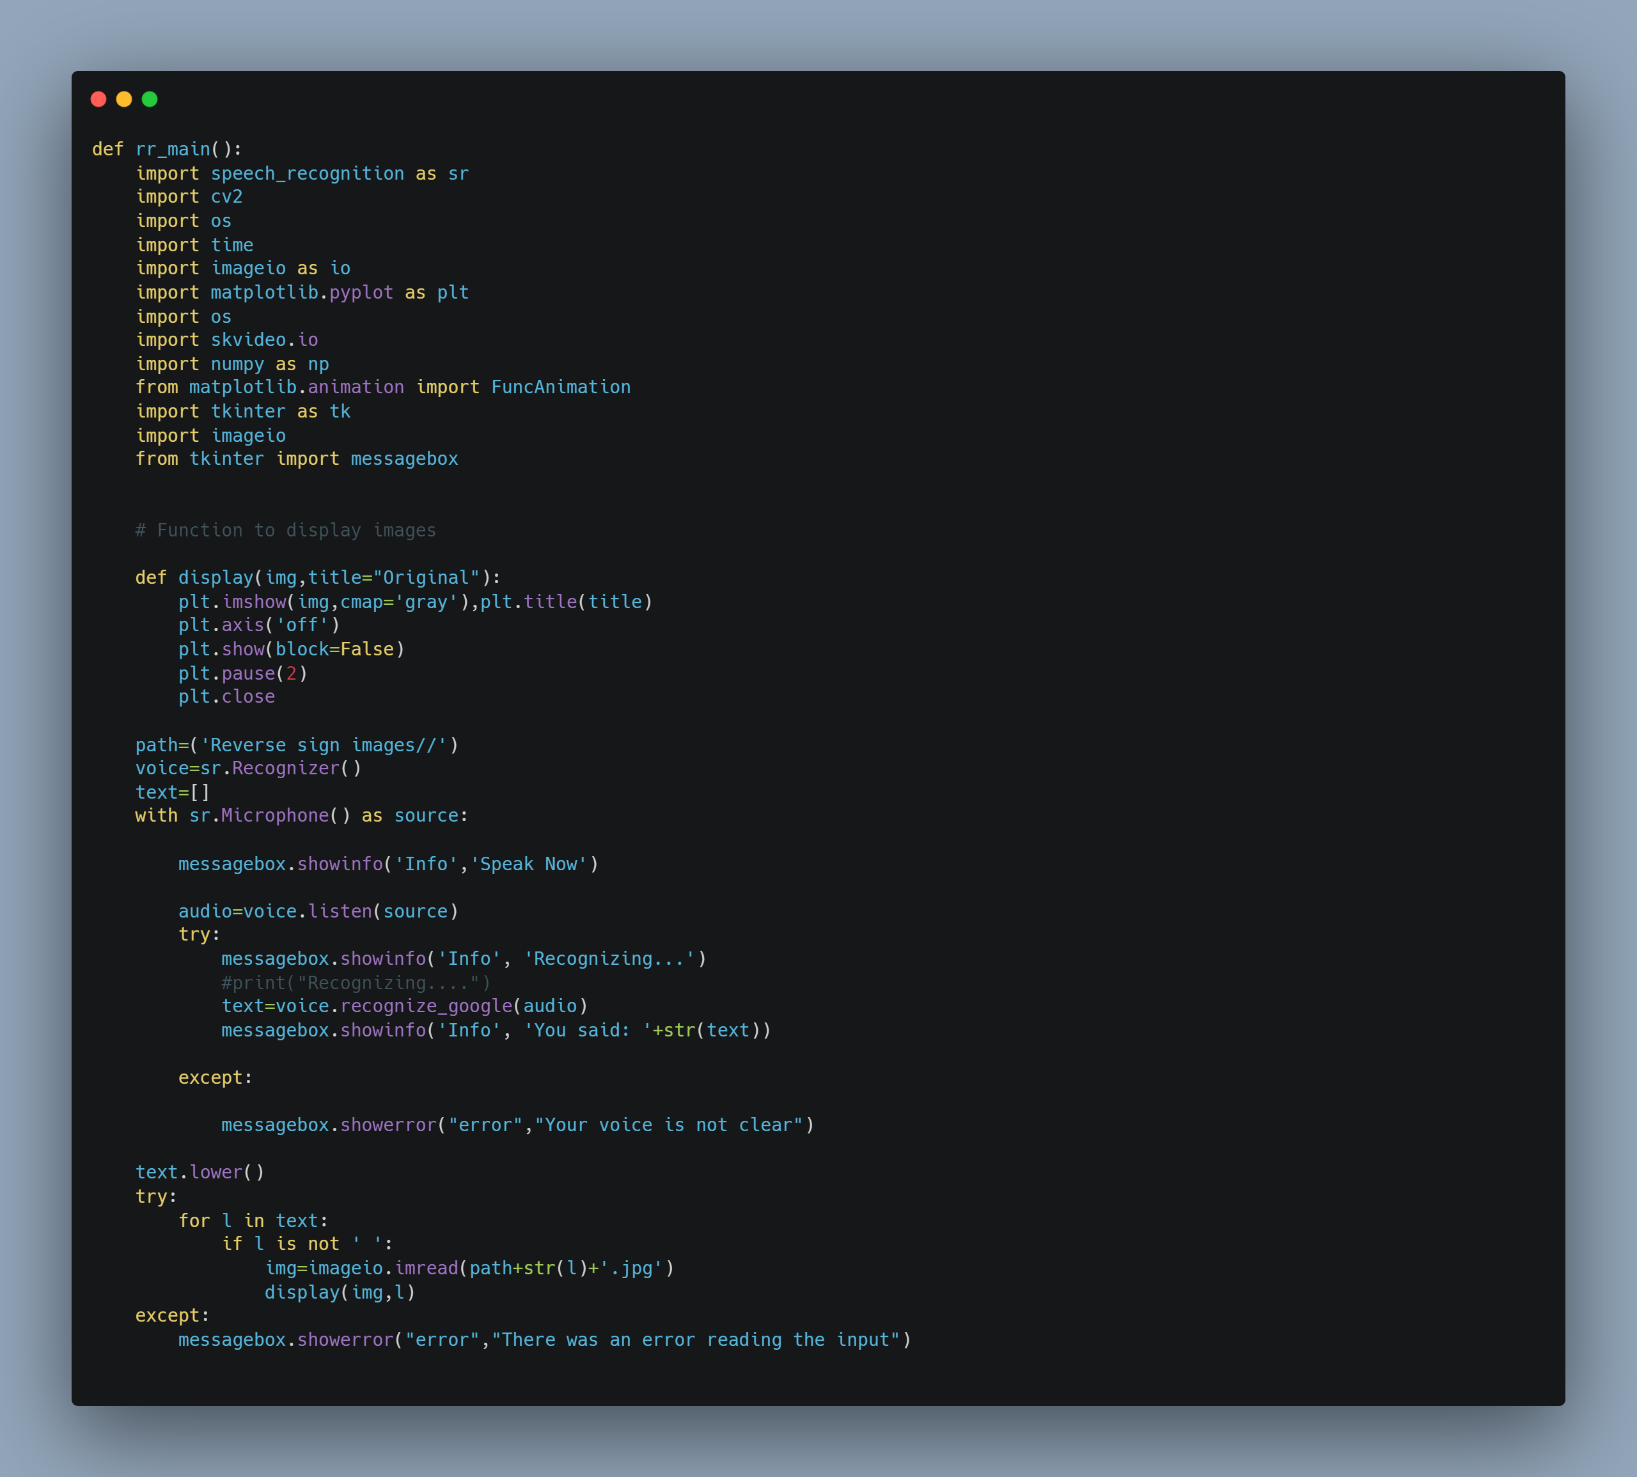 def rr_main():
    import speech_recognition as sr
    import cv2
    import os
    import time
    import imageio as io
    import matplotlib.pyplot as plt
    import os
    import skvideo.io
    import numpy as np
    from matplotlib.animation import FuncAnimation
    import tkinter as tk
    import imageio
    from tkinter import messagebox


    # Function to display images

    def display(img,title="Original"):
        plt.imshow(img,cmap='gray'),plt.title(title)
        plt.axis('off')
        plt.show(block=False)
        plt.pause(2)
        plt.close

    path=('Reverse sign images//')
    voice=sr.Recognizer()
    text=[]
    with sr.Microphone() as source:

        messagebox.showinfo('Info','Speak Now')

        audio=voice.listen(source)
        try:
            messagebox.showinfo('Info', 'Recognizing...')
            #print("Recognizing....")
            text=voice.recognize_google(audio)
            messagebox.showinfo('Info', 'You said: '+str(text))

        except:

            messagebox.showerror("error","Your voice is not clear")

    text.lower()
    try:
        for l in text:
            if l is not ' ':
                img=imageio.imread(path+str(l)+'.jpg')
                display(img,l)
    except:
        messagebox.showerror("error","There was an error reading the input")